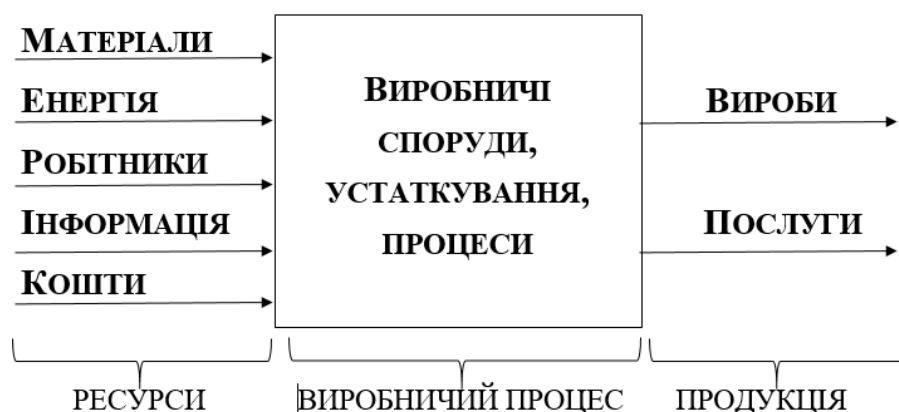 МАТЕРІАЛИ
ЕНЕРГІЯ
РОБІТНИКИ
ІНФОРМАЦІЯ
КОШТИ
ВИРОБНИЧІ
СПОРУДИ,
УСТАТКУВАННЯ,
ПРОЦЕСИ
ВИРОБИ
ПОСЛУГИ
РЕСУРСИ
ВИРОБНИЧИЙ ПРОЦЕС
ПРОДУКЦІЯ